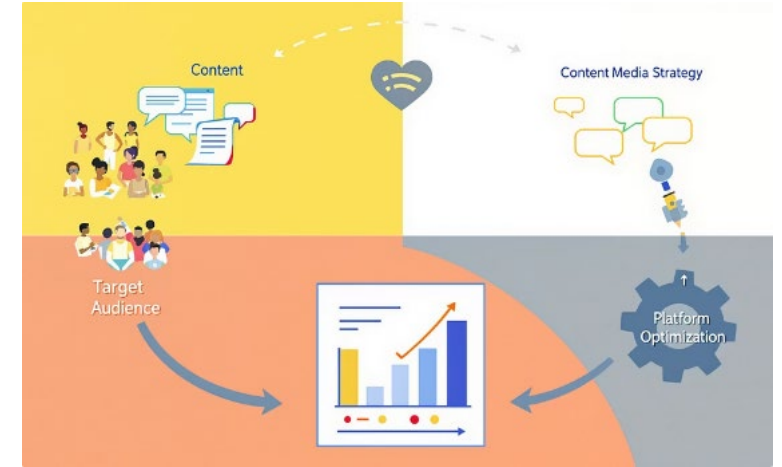 Content
Content Media Strategy
Target
Audience
Platform
Optimization